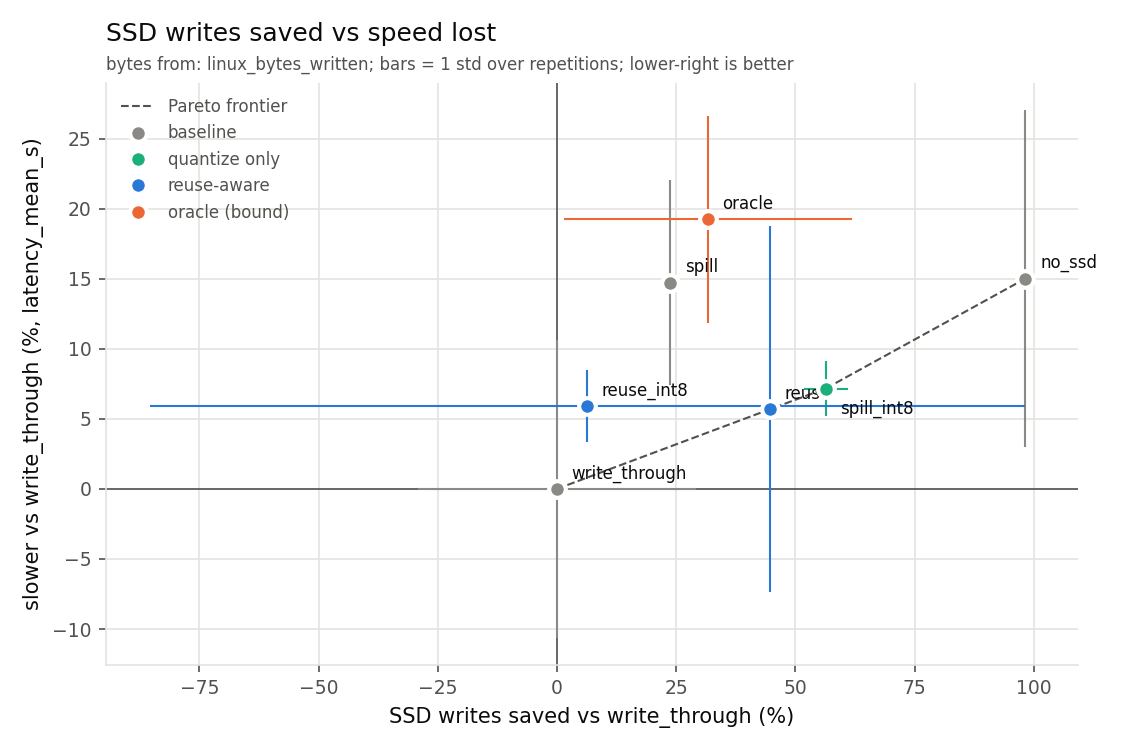 SSD writes saved vs speed lost
bytes from: linux_bytes_written; bars = 1 std over repetitions; lower-right is better
Pareto frontier
baseline
quantize only
reuse-aware
oracle (bound)
oracle
spill
no_ssd
reuse_int8
spill_int8
write_through
25
20
15
10
5
0
−5
−10
−75
−50
−25
0
25
50
75
100
slower vs write_through (%, latency_mean_s)
SSD writes saved vs write_through (%)